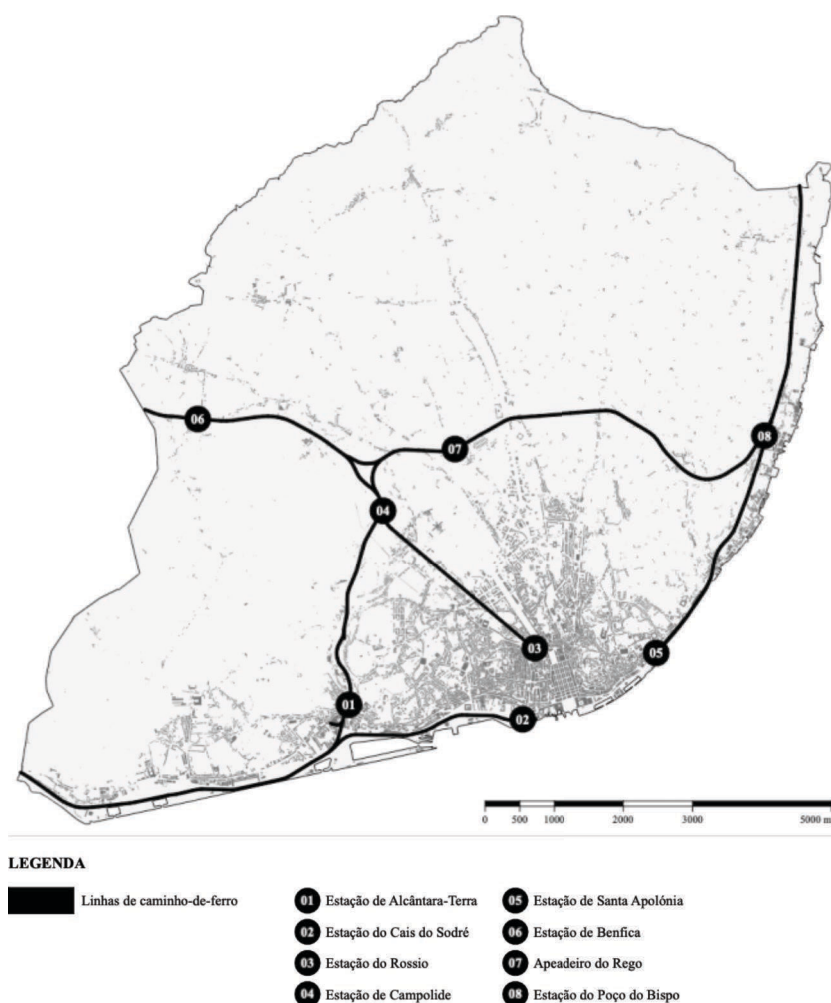 06
07
08
04
03
05
01
02
0 500 1000 2000 3000 5000 m
LEGENDA
Linhas de caminho-de-ferro
01 Estação de Alcântara-Terra
02 Estação do Cais do Sodré
03 Estação do Rossio
04 Estação de Campolide
05 Estação de Santa Apolónia
06 Estação de Benfica
07 Apeadeiro do Rego
08 Estação do Poço do Bispo